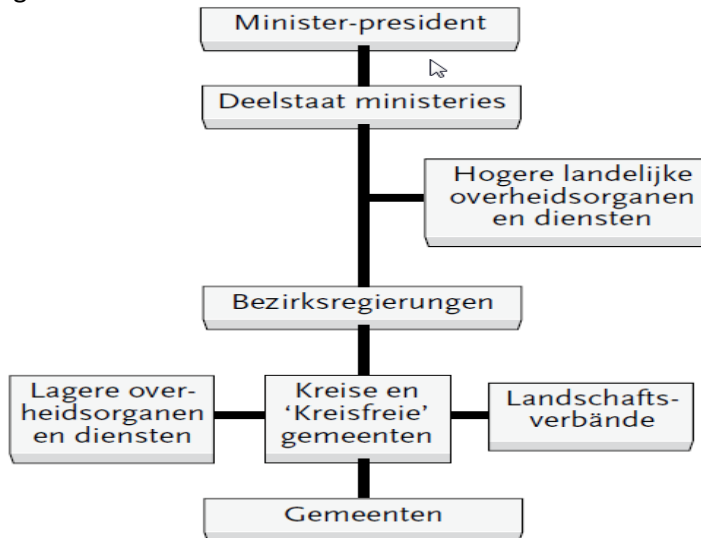 Minister-president
Deelstaat ministeries
Hogere landelijke
overheidsorganen
en diensten
Bezirksregierungen
Lagere over-
heidsorganen
en diensten
Kreise en
‘Kreisfreie’
gemeenten
Landschafts-
verbände
Gemeenten